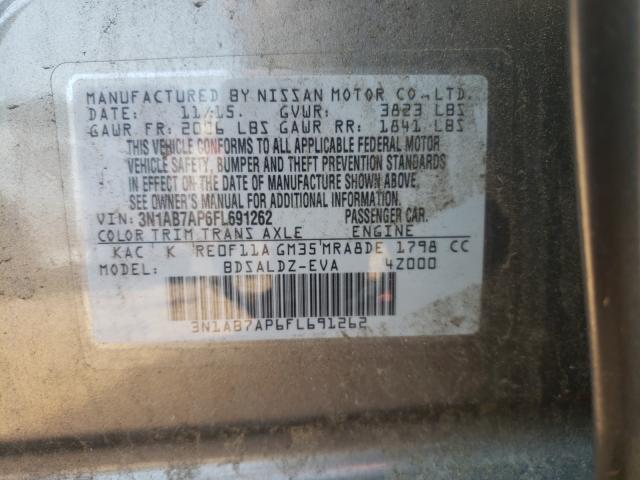 MANUFACTURED BY NISSAN MOTOR CO., LTD.
DATE: 11/15. GVWR: 3823 LBS
GAWR FR: 2006 LBS GAWR RR: 1841 LBS
THIS VEHICLE CONFORMS TO ALL APPLICABLE FEDERAL MOTOR
VEHICLE SAFETY, BUMPER AND THEFT PREVENTION STANDARDS
IN EFFECT ON THE DATE OF MANUFACTURE SHOWN ABOVE.
SEE OWNER'S MANUAL FOR ADDITIONAL INFORMATION.
VIN: 3N1AB7AP6FL691262 PASSENGER CAR.
COLOR TRIM TRANS AXLE ENGINE
KAC K RE0F11A GM35 MRA8DE 1798 CC
MODEL: BDSALDZ-EVA 4Z000
3N1AB7AP6FL691262